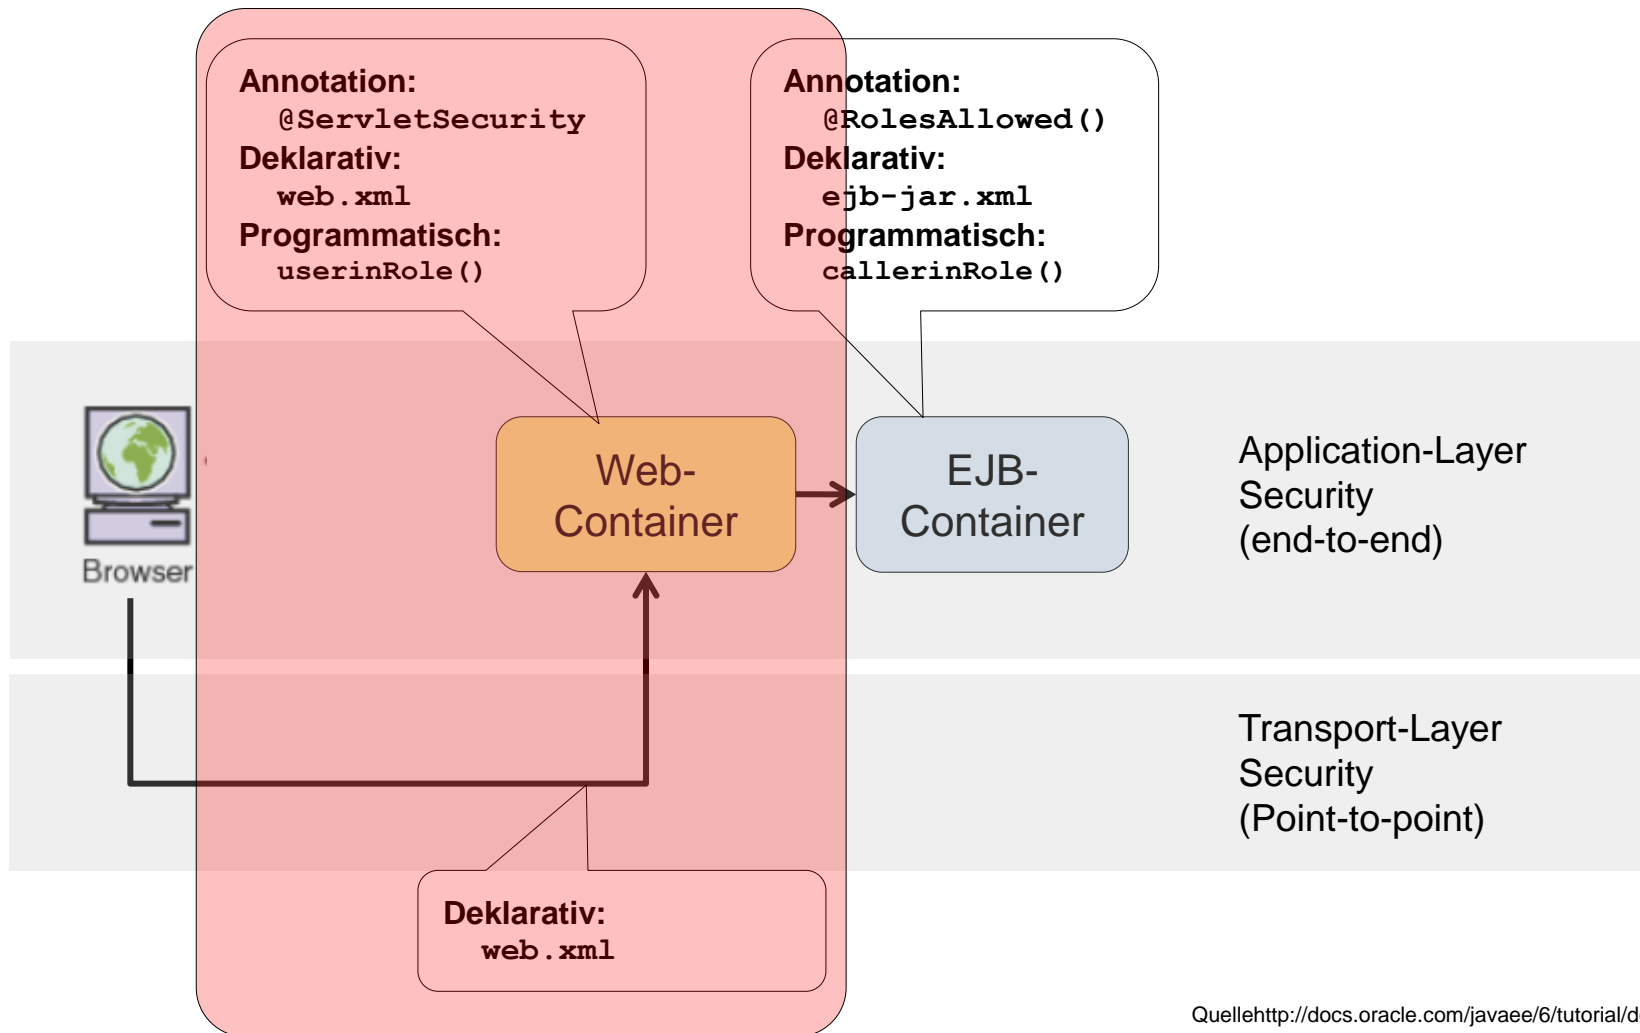 Annotation:
@ServletSecurity
Deklarativ:
web.xml
Programmatisch:
userinRole()
Annotation:
@RolesAllowed()
Deklarativ:
ejb-jar.xml
Programmatisch:
callerinRole()
Browser
Web-
Container
EJB-
Container
Application-Layer
Security
(end-to-end)
Transport-Layer
Security
(Point-to-point)
Deklarativ:
web.xml
Quellehttp://docs.oracle.com/javaee/6/tutorial/d